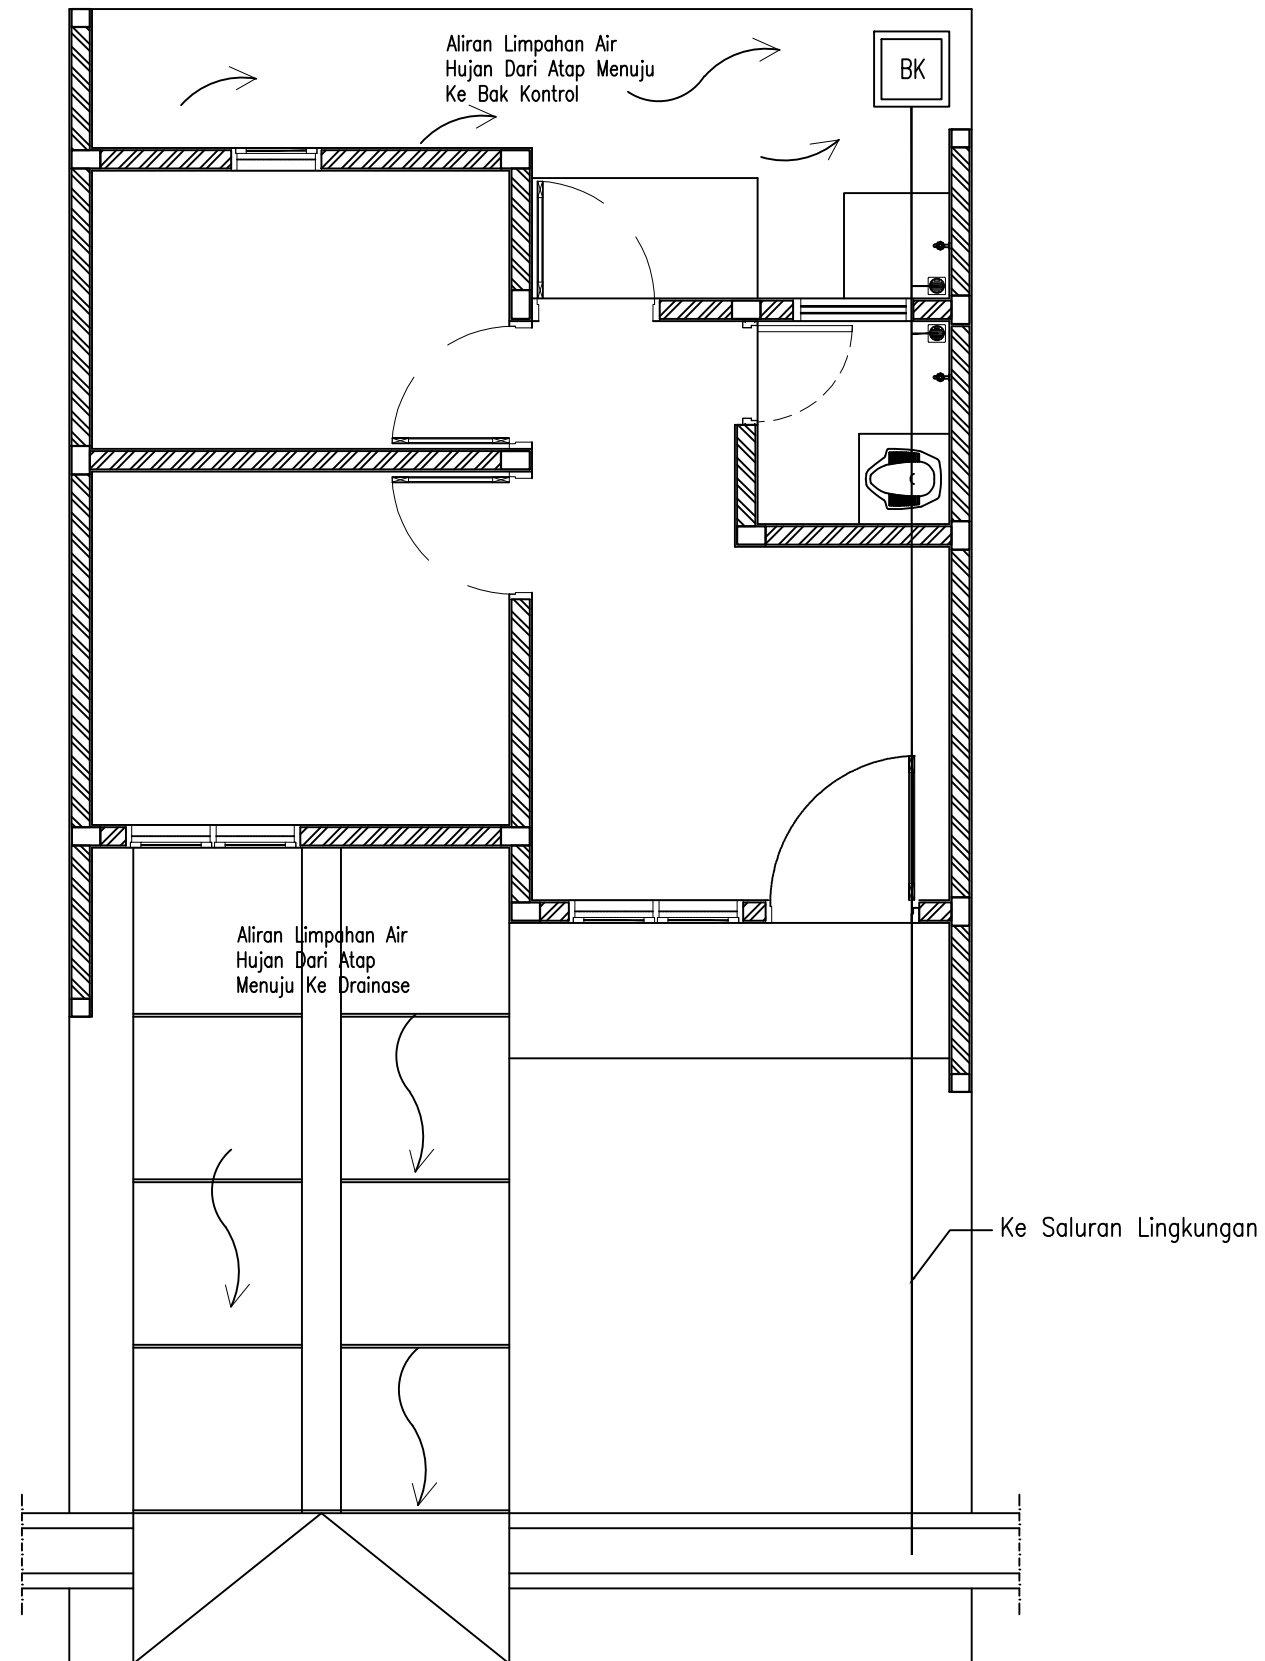 Aliran Limpahan Air
Hujan Dari Atap Menuju
Ke Bak Kontrol
BK
Aliran Limpahan Air
Hujan Dari Atap
Menuju Ke Drainase
Ke Saluran Lingkungan